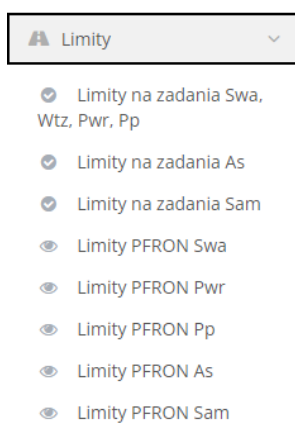 Limity
Limity na zadania Swa,
Wtz, Pwr, Pp
Limity na zadania As
Limity na zadania Sam
Limity PFRON Swa
Limity PFRON Pwr
Limity PFRON Pp
Limity PFRON As
Limity PFRON Sam